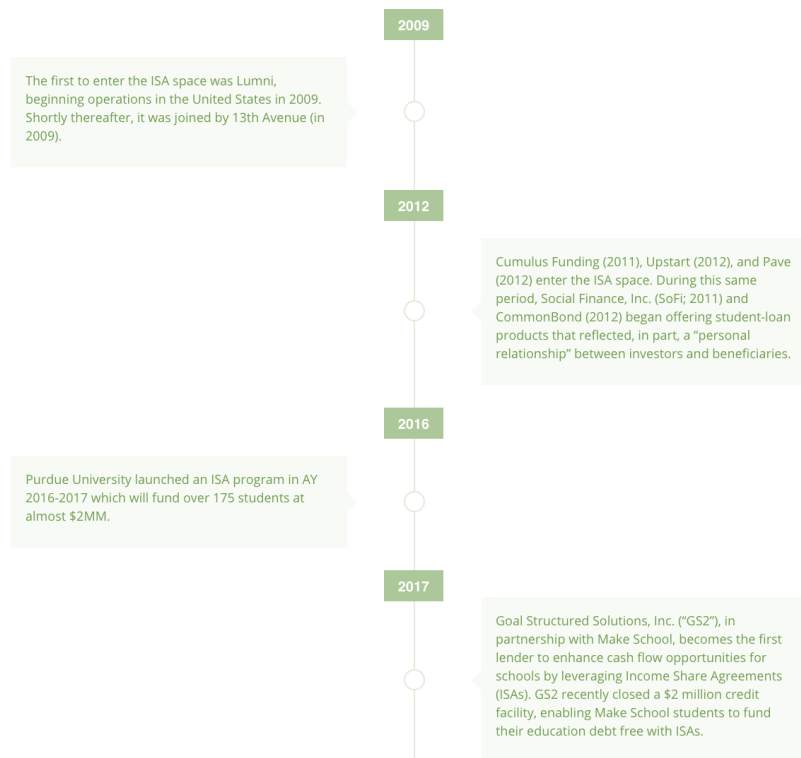 2009
The first to enter the ISA space was Lumni,
beginning operations in the United States in 2009.
Shortly thereafter, it was joined by 13th Avenue (in
2009).
2012
Cumulus Funding (2011), Upstart (2012), and Pave
(2012) enter the ISA space. During this same
period, Social Finance, Inc. (SoFi; 2011) and
CommonBond (2012) began offering student-loan
products that reflected, in part, a “personal
relationship” between investors and beneficiaries.
2016
Purdue University launched an ISA program in AY
2016-2017 which will fund over 175 students at
almost $2MM.
2017
Goal Structured Solutions, Inc. (“GS2”), in
partnership with Make School, becomes the first
lender to enhance cash flow opportunities for
schools by leveraging Income Share Agreements
(ISAs). GS2 recently closed a $2 million credit
facility, enabling Make School students to fund
their education debt free with ISAs.